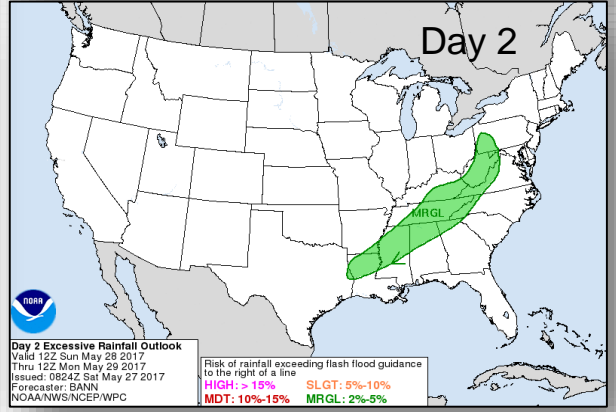 Day 2
MRGL
NOAA
Day 2 Excessive Rainfall Outlook
Valid 12Z Sun May 28 2017
Thru 12Z Mon May 29 2017
Issued: 0824Z Sat May 27 2017
Forecaster: BANN
NOAA/NWS/NCEP/WPC
Risk of rainfall exceeding flash flood guidance
to the right of a line
HIGH: > 15% SLGT: 5%-10%
MDT: 10%-15% MRGL: 2%-5%